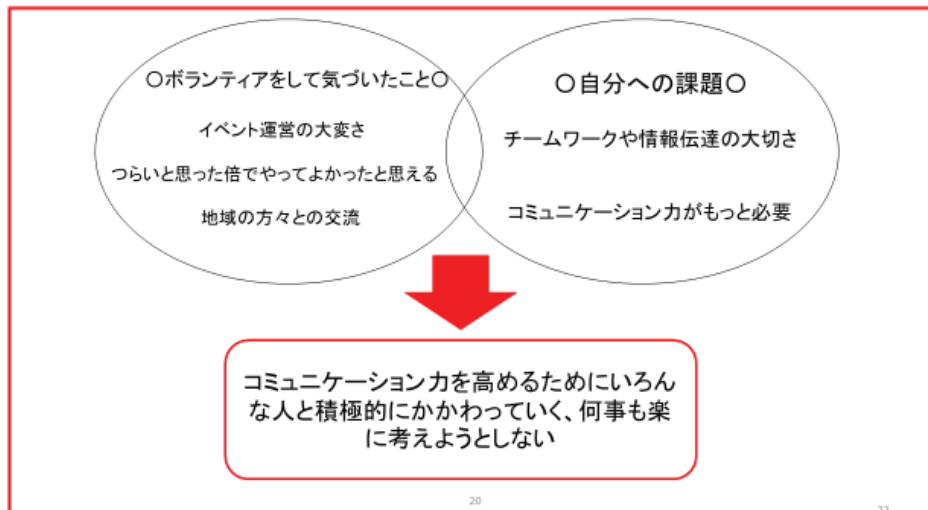 〇ボランティアをして気づいたこと〇
イベント運営の大変さ
つらいと思った倍でやってよかったと思える
地域の方々との交流
〇自分への課題〇
チームワークや情報伝達の大切さ
コミュニケーション力がもっと必要
コミュニケーション力を高めるためにいろん
な人と積極的にかかわっていく、何事も楽
に考えようとしない
20